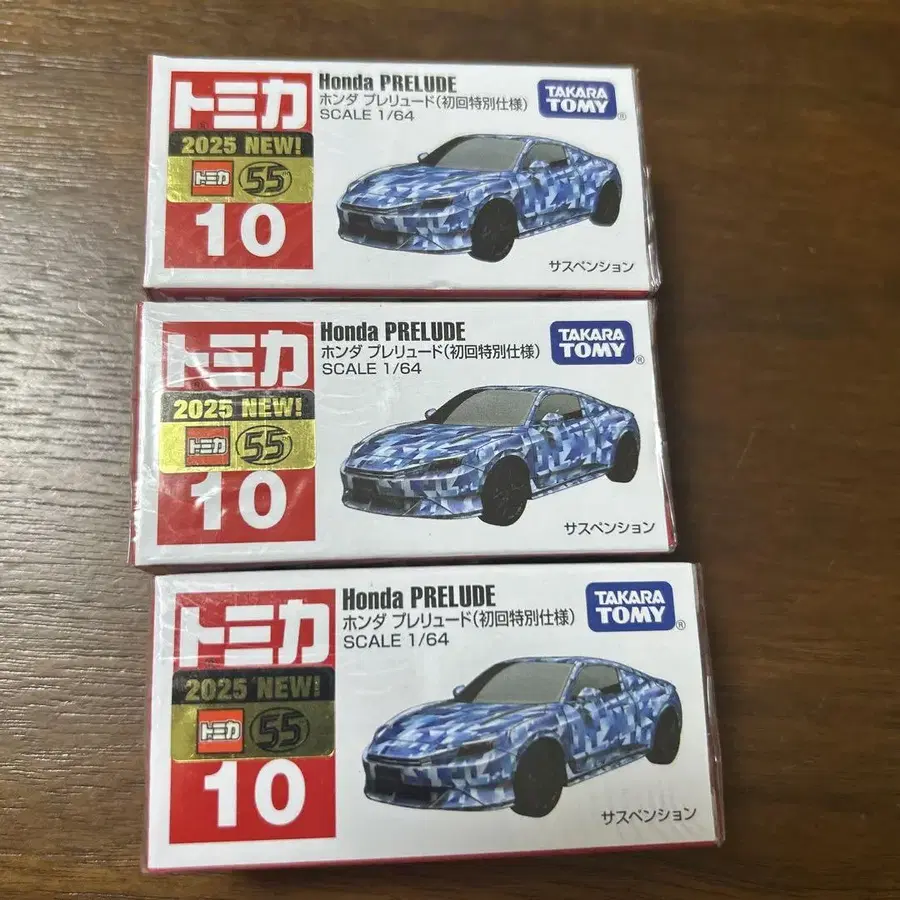 トミカ
2025 NEW!
トミカ 55
10
Honda PRELUDE
ホンダ プレリュード(初回特別仕様)
SCALE 1/64
TAKARA
TOMY®
サスペンション
トミカ
2025 NEW!
トミカ 55
10
Honda PRELUDE
ホンダ プレリュード(初回特別仕様)
SCALE 1/64
TAKARA
TOMY®
サスペンション
トミカ
2025 NEW!
トミカ 55
10
Honda PRELUDE
ホンダ プレリュード(初回特別仕様)
SCALE 1/64
TAKARA
TOMY®
サスペンション